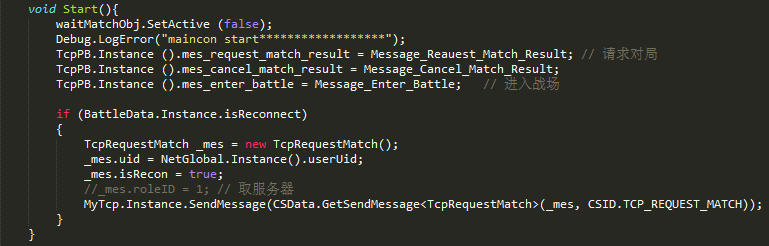 void Start(){
waitMatchObj.SetActive (false);
Debug.LogError("maincon start******************");
TcpPB.Instance ().mes_request_match_result = Message_Reauest_Match_Result; // 请求对局
TcpPB.Instance ().mes_cancel_match_result = Message_Cancel_Match_Result;
TcpPB.Instance ().mes_enter_battle = Message_Enter_Battle;   // 进入战场
if (BattleData.Instance.isReconnect)
{
TcpRequestMatch _mes = new TcpRequestMatch();
_mes.uid = NetGlobal.Instance().userUid;
_mes.isRecon = true;
//_mes.roleID = 1; // 取服务器
MyTcp.Instance.SendMessage(CSData.GetSendMessage<TcpRequestMatch>(_mes, CSID.TCP_REQUEST_MATCH));
}
}